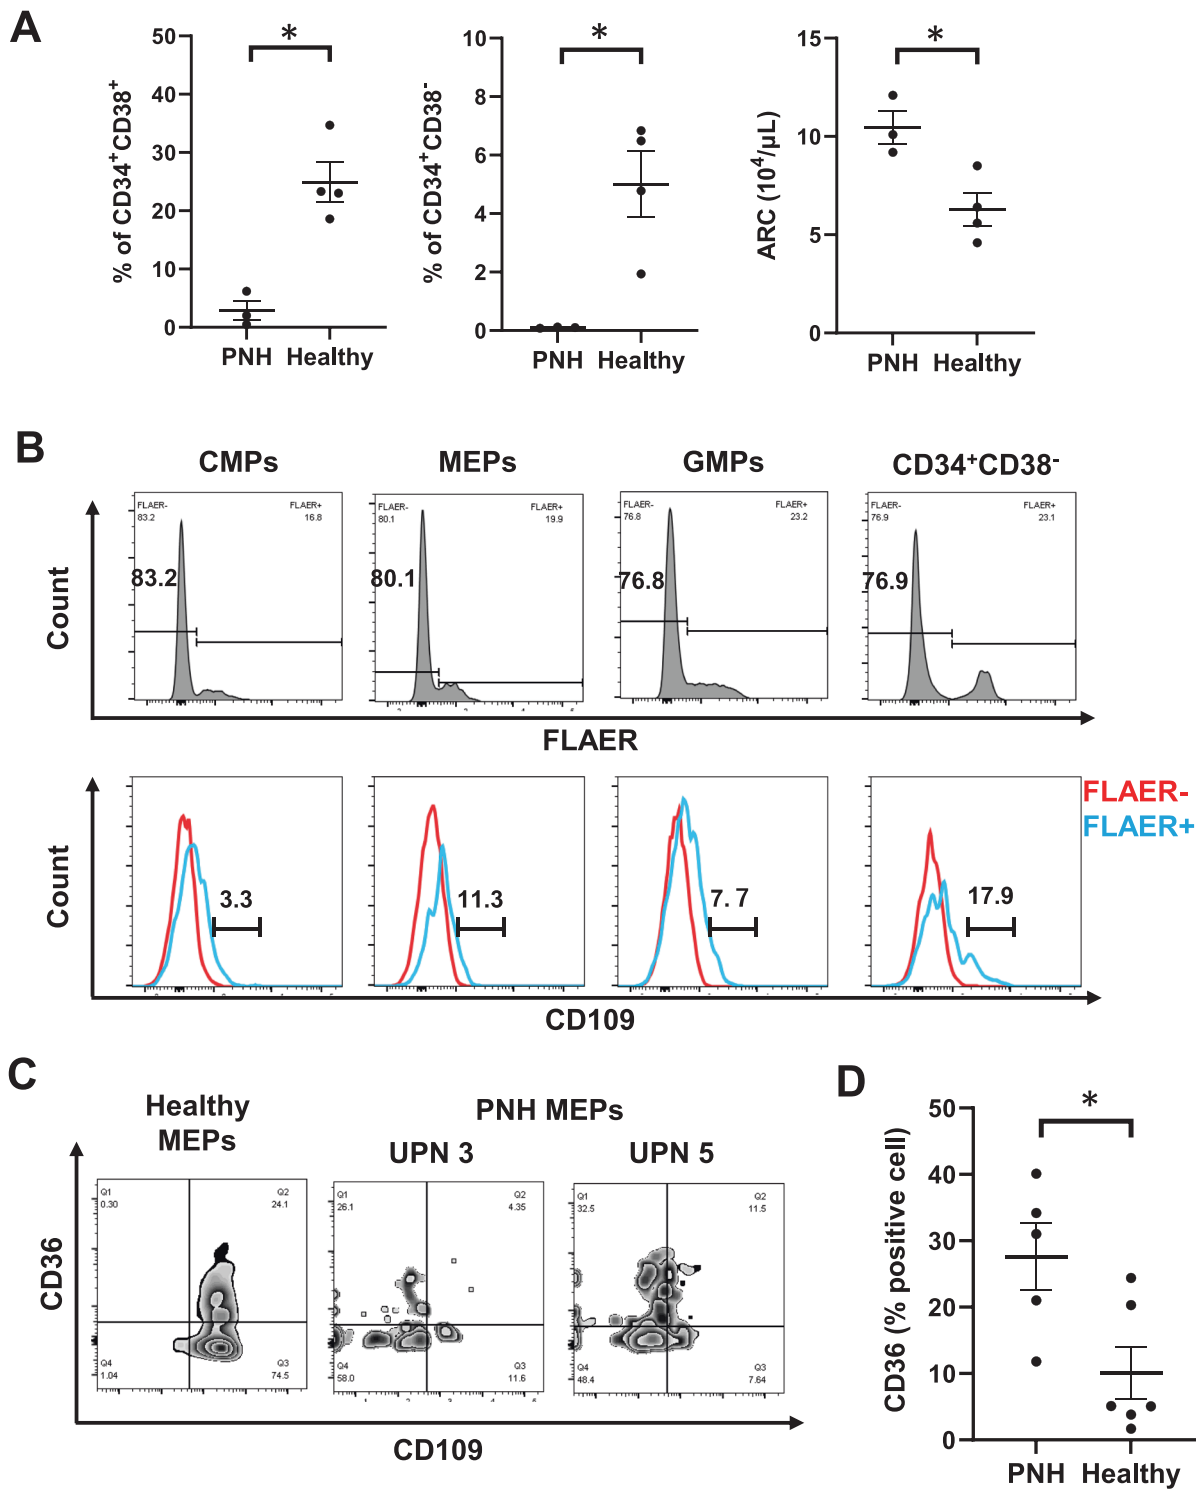 A
% of CD34+CD38+
50
40
30
20
10
0
*
PNH Healthy
% of CD34+CD38-
10
8
6
4
2
0
*
PNH Healthy
ARC (10^4/µL)
15
10
5
0
*
PNH Healthy
B
CMPs MEPs GMPs CD34+CD38-
Count
FLAER- 83.2
FLAER+ 16.8
83.2
FLAER- 80.1
FLAER+ 19.9
80.1
FLAER- 76.8
FLAER+ 23.2
76.8
FLAER- 76.9
FLAER+ 23.1
76.9
FLAER
Count
3.3
11.3
7. 7
17.9
FLAER-
FLAER+
CD109
C
Healthy
MEPs
PNH MEPs
UPN 3 UPN 5
CD36
Q1 0.30
Q2 24.1
Q4 1.04
Q3 74.5
Q1 26.1
Q2 4.35
Q4 58.0
Q3 11.6
Q1 32.5
Q2 11.5
Q4 48.4
Q3 7.64
CD109
D
CD36 (% positive cell)
50
40
30
20
10
0
*
PNH Healthy